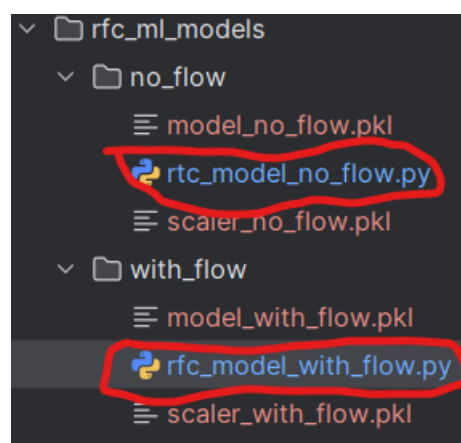 rfc_ml_models
no_flow
model_no_flow.pkl
rtc_model_no_flow.py
scaler_no_flow.pkl
with_flow
model_with_flow.pkl
rfc_model_with_flow.py
scaler_with_flow.pkl